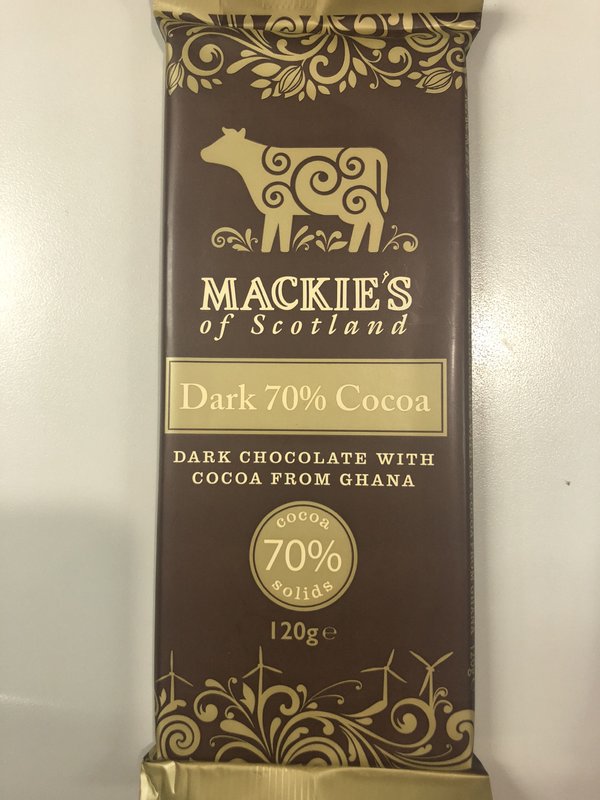 MACKIE'S
of Scotland
Dark 70% Cocoa
DARK CHOCOLATE WITH
COCOA FROM GHANA
cocoa
70%
solids
120g℮